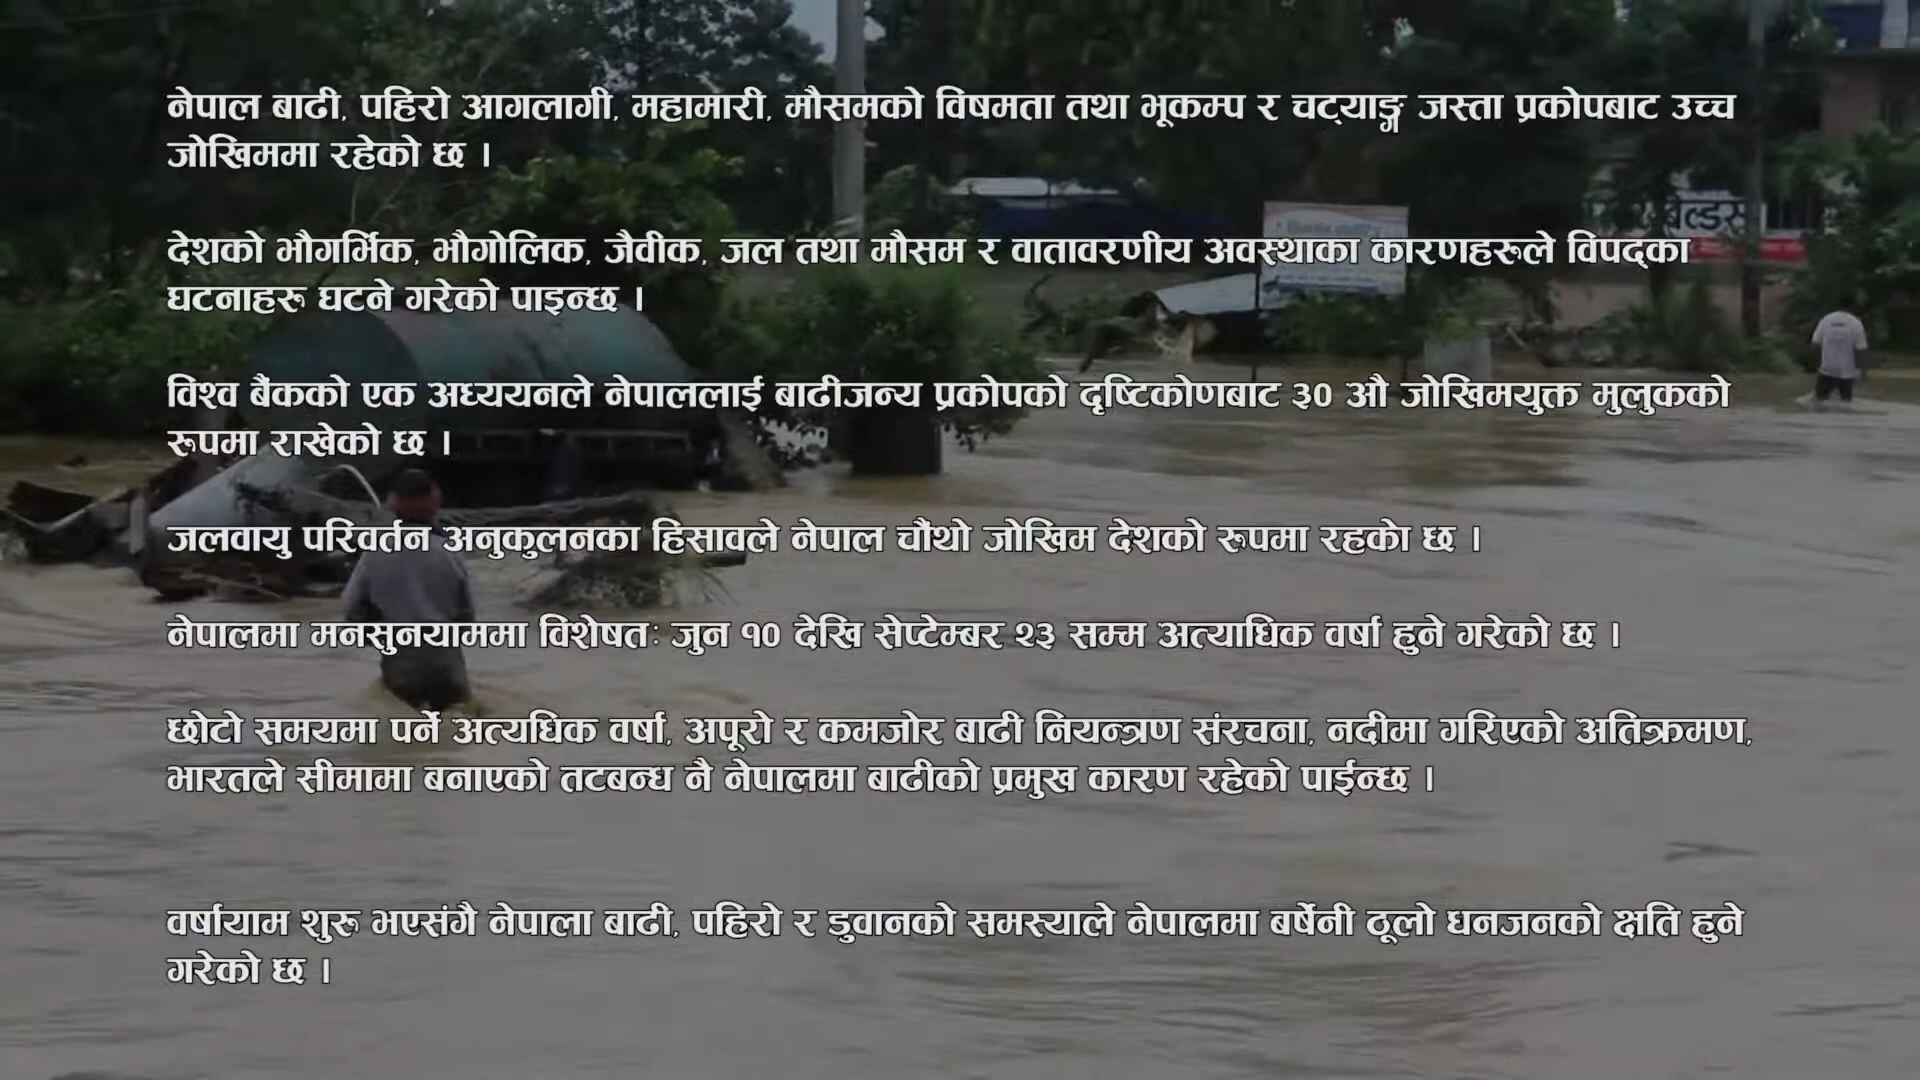 नेपाल बाढी, पहिरो आगलागी, महामारी, मौसमको विषमता तथा भूकम्प र चट्याङ्ग जस्ता प्रकोपबाट उच्च
जोखिममा रहेको छ ।
देशको भौगर्भिक, भौगोलिक, जैवीक, जल तथा मौसम र वातावरणीय अवस्थाका कारणहरुले विपद्का
घटनाहरु घटने गरेको पाइन्छ ।
विश्व बैंकको एक अध्ययनले नेपाललाई बाढीजन्य प्रकोपको दृष्टिकोणबाट ३० औ जोखिमयुक्त मुलुकको
रुपमा राखेको छ ।
जलवायु परिवर्तन अनुकुलनका हिसावले नेपाल चौंथो जोखिम देशको रुपमा रहको छ ।
नेपालमा मनसुनयाममा विशेषतः जुन १० देखि सेप्टेम्बर २३ सम्म अत्याधिक वर्षा हुने गरेको छ ।
छोटो समयमा पर्ने अत्यधिक वर्षा, अपूरो र कमजोर बाढी नियन्त्रण संरचना, नदीमा गरिएको अतिक्रमण,
भारतले सीमामा बनाएको तटबन्ध नै नेपालमा बाढीको प्रमुख कारण रहेको पाईन्छ ।
वर्षायाम शुरु भएसंगै नेपाला बाढी, पहिरो र डुवानको समस्याले नेपालमा बर्षेनी ठूलो धनजनको क्षति हुने
गरेको छ ।